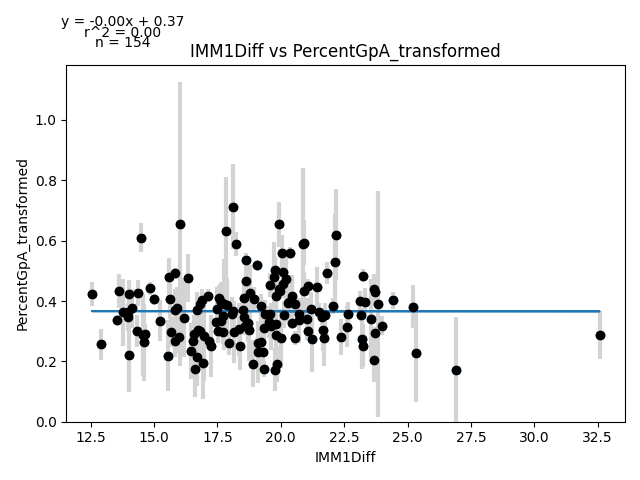 y = -0.00x + 0.37
r^2 = 0.00
n = 154
IMM1Diff vs PercentGpA_transformed
1.0
0.8
0.6
0.4
0.2
0.0
PercentGpA_transformed
12.5 15.0 17.5 20.0 22.5 25.0 27.5 30.0 32.5
IMM1Diff